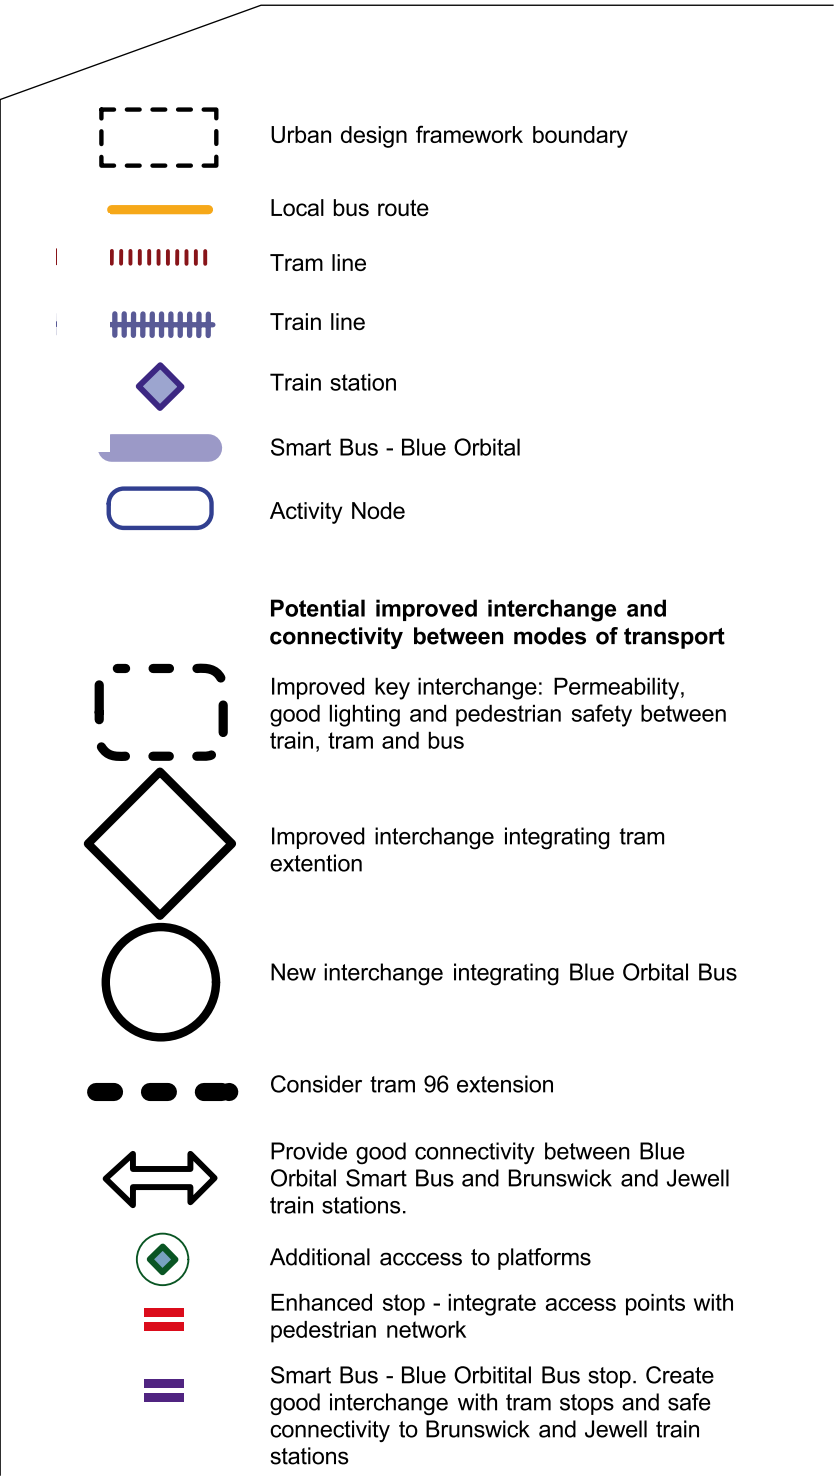 Urban design framework boundary
Local bus route
Tram line
Train line
Train station
Smart Bus - Blue Orbital
Activity Node
Potential improved interchange and
connectivity between modes of transport
Improved key interchange: Permeability,
good lighting and pedestrian safety between
train, tram and bus
Improved interchange integrating tram
extention
New interchange integrating Blue Orbital Bus
Consider tram 96 extension
Provide good connectivity between Blue
Orbital Smart Bus and Brunswick and Jewell
train stations.
Additional acccess to platforms
Enhanced stop - integrate access points with
pedestrian network
Smart Bus - Blue Orbitital Bus stop. Create
good interchange with tram stops and safe
connectivity to Brunswick and Jewell train
stations